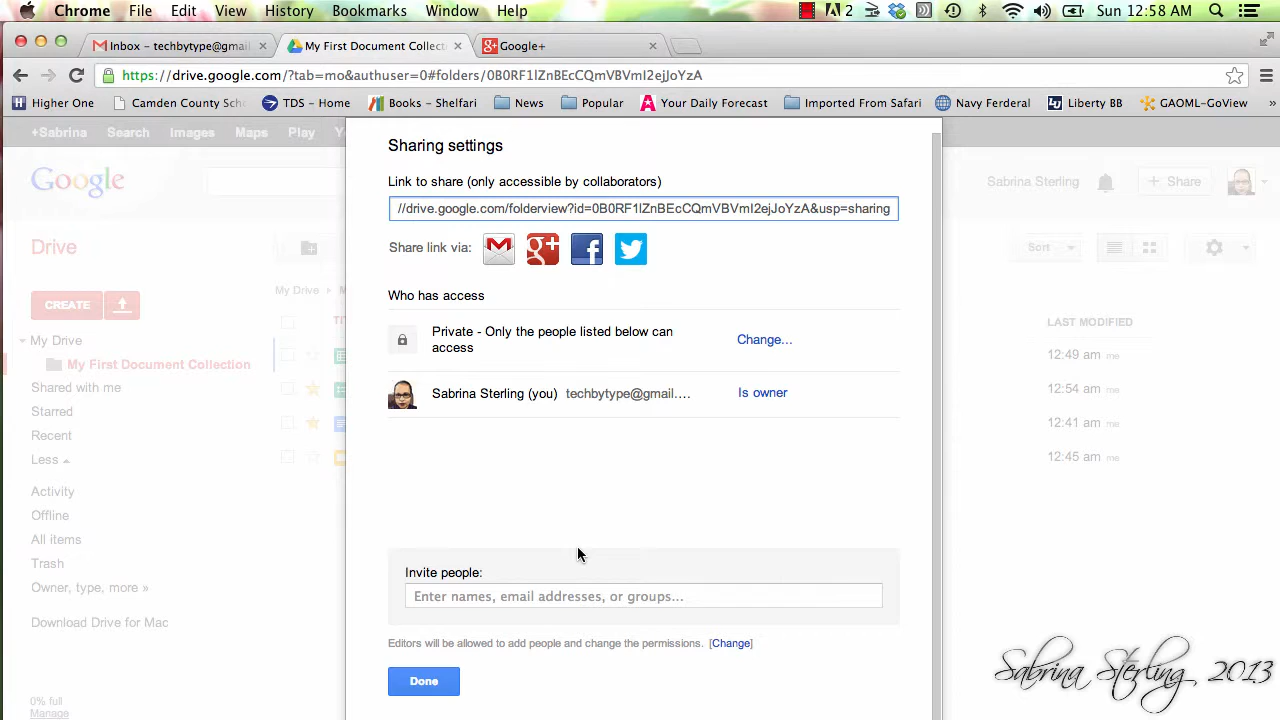 Chrome File Edit View History Bookmarks Window Help 2 Sun 12:58 AM
Inbox – techbytype@gmail. My First Document Collect Google+
https://drive.google.com/?tab=mo&authuser=0#folders/0B0RF1lZnBEcCQmVBVmI2ejJoYzA
Higher One Camden County Sch TDS – Home Books – Shelfari News Popular Your Daily Forecast Imported From Safari Navy Ferderal Liberty BB GAOML-GoView »
+Sabrina Search Images Maps Play
Sharing settings
Link to share (only accessible by collaborators)
Google
Sabrina Sterling + Share
//drive.google.com/folderview?id=0B0RF1lZnBEcCQmVBVmI2ejJoYzA&usp=sharing
Drive
Share link via:
Sort
My Drive ▸
Who has access
CREATE
LAST MODIFIED
Private - Only the people listed below can
access
Change...
My Drive
12:49 am me
My First Document Collection
Shared with me
Sabrina Sterling (you) techbytype@gmail.... Is owner
12:54 am me
Starred
12:41 am me
Recent
12:45 am me
Less
Activity
Offline
All items
Trash
Owner, type, more »
Download Drive for Mac
Invite people:
Enter names, email addresses, or groups...
Editors will be allowed to add people and change the permissions. [Change]
Done
0% full
Manage
Sabrina Sterling 2013